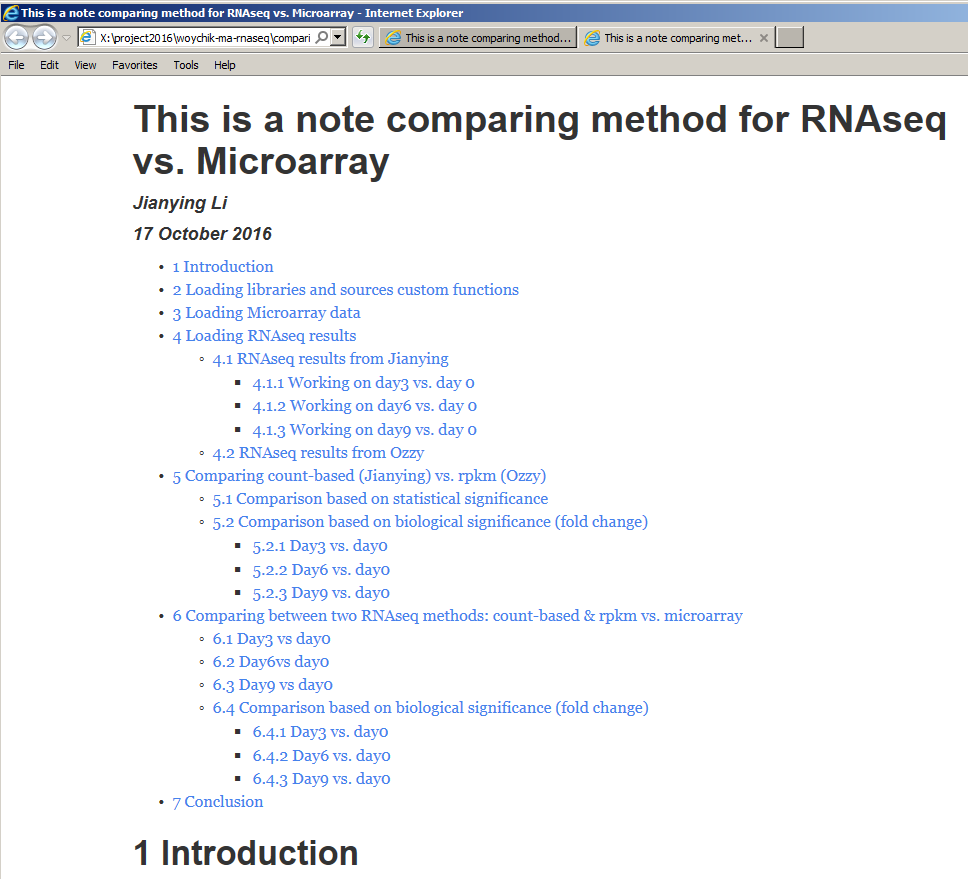 This is a note comparing method for RNAseq vs. Microarray - Internet Explorer
X:\project2016\woychik-ma-rnaseq\compari
This is a note comparing method...
This is a note comparing met...
File Edit View Favorites Tools Help
This is a note comparing method for RNAseq
vs. Microarray
Jianying Li
17 October 2016
• 1 Introduction
• 2 Loading libraries and sources custom functions
• 3 Loading Microarray data
• 4 Loading RNAseq results
◦ 4.1 RNAseq results from Jianying
▪ 4.1.1 Working on day3 vs. day 0
▪ 4.1.2 Working on day6 vs. day 0
▪ 4.1.3 Working on day9 vs. day 0
◦ 4.2 RNAseq results from Ozzy
• 5 Comparing count-based (Jianying) vs. rpkm (Ozzy)
◦ 5.1 Comparison based on statistical significance
◦ 5.2 Comparison based on biological significance (fold change)
▪ 5.2.1 Day3 vs. day0
▪ 5.2.2 Day6 vs. day0
▪ 5.2.3 Day9 vs. day0
• 6 Comparing between two RNAseq methods: count-based & rpkm vs. microarray
◦ 6.1 Day3 vs day0
◦ 6.2 Day6vs day0
◦ 6.3 Day9 vs day0
◦ 6.4 Comparison based on biological significance (fold change)
▪ 6.4.1 Day3 vs. day0
▪ 6.4.2 Day6 vs. day0
▪ 6.4.3 Day9 vs. day0
• 7 Conclusion
1 Introduction